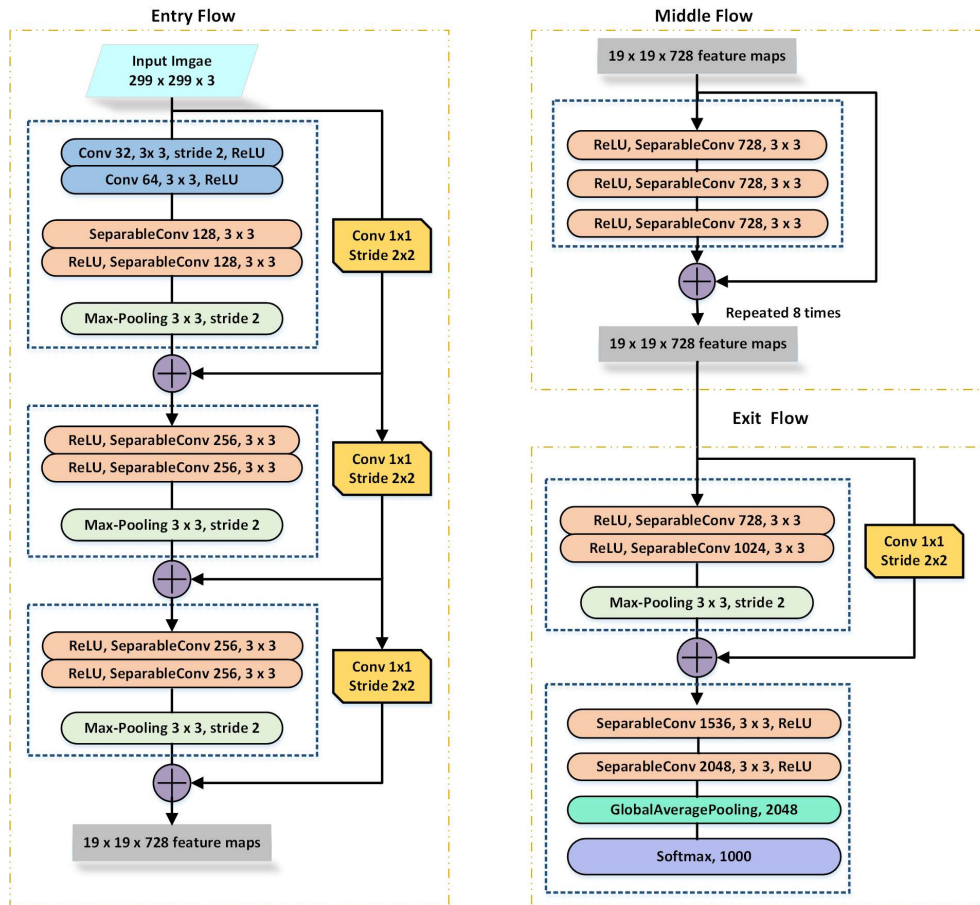 Entry Flow
Input Imgae
299 x 299 x 3
Conv 32, 3x 3, stride 2, ReLU
Conv 64, 3 x 3, ReLU
SeparableConv 128, 3 x 3
ReLU, SeparableConv 128, 3 x 3
Max-Pooling 3 x 3, stride 2
Conv 1x1
Stride 2x2
ReLU, SeparableConv 256, 3 x 3
ReLU, SeparableConv 256, 3 x 3
Max-Pooling 3 x 3, stride 2
Conv 1x1
Stride 2x2
ReLU, SeparableConv 256, 3 x 3
ReLU, SeparableConv 256, 3 x 3
Max-Pooling 3 x 3, stride 2
Conv 1x1
Stride 2x2
19 x 19 x 728 feature maps
Middle Flow
19 x 19 x 728 feature maps
ReLU, SeparableConv 728, 3 x 3
ReLU, SeparableConv 728, 3 x 3
ReLU, SeparableConv 728, 3 x 3
Repeated 8 times
19 x 19 x 728 feature maps
Exit Flow
ReLU, SeparableConv 728, 3 x 3
ReLU, SeparableConv 1024, 3 x 3
Max-Pooling 3 x 3, stride 2
Conv 1x1
Stride 2x2
SeparableConv 1536, 3 x 3, ReLU
SeparableConv 2048, 3 x 3, ReLU
GlobalAveragePooling, 2048
Softmax, 1000